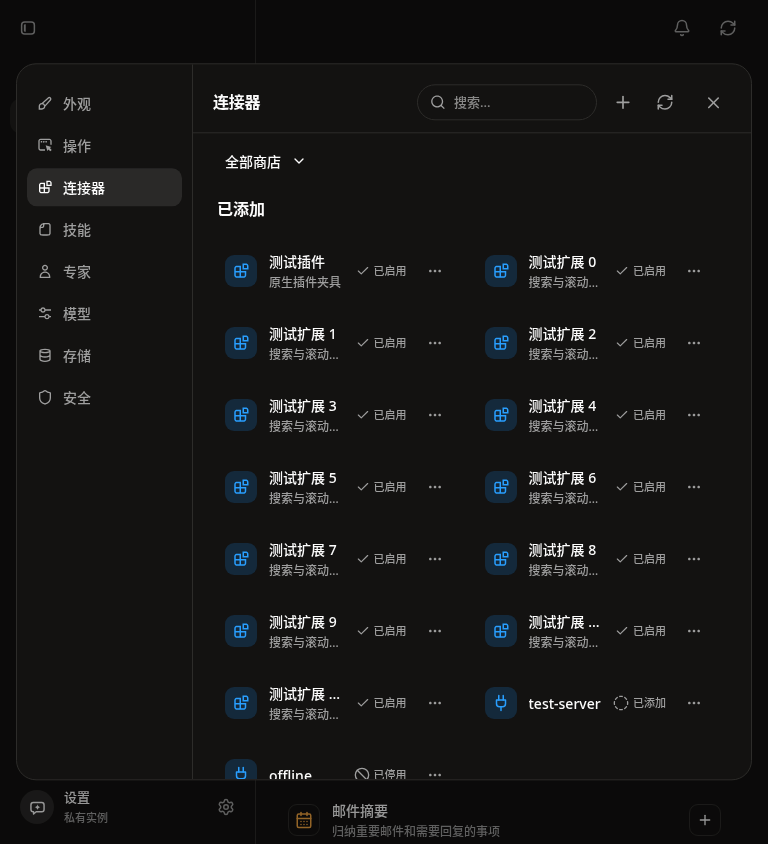 外观
操作
连接器
技能
专家
模型
存储
安全
连接器
搜索...
全部商店
已添加
测试插件
原生插件夹具
已启用
测试扩展 0
搜索与滚动...
已启用
测试扩展 1
搜索与滚动...
已启用
测试扩展 2
搜索与滚动...
已启用
测试扩展 3
搜索与滚动...
已启用
测试扩展 4
搜索与滚动...
已启用
测试扩展 5
搜索与滚动...
已启用
测试扩展 6
搜索与滚动...
已启用
测试扩展 7
搜索与滚动...
已启用
测试扩展 8
搜索与滚动...
已启用
测试扩展 9
搜索与滚动...
已启用
测试扩展 ...
搜索与滚动...
已启用
测试扩展 ...
搜索与滚动...
已启用
test-server
已添加
offline
已停用
设置
私有实例
邮件摘要
归纳重要邮件和需要回复的事项